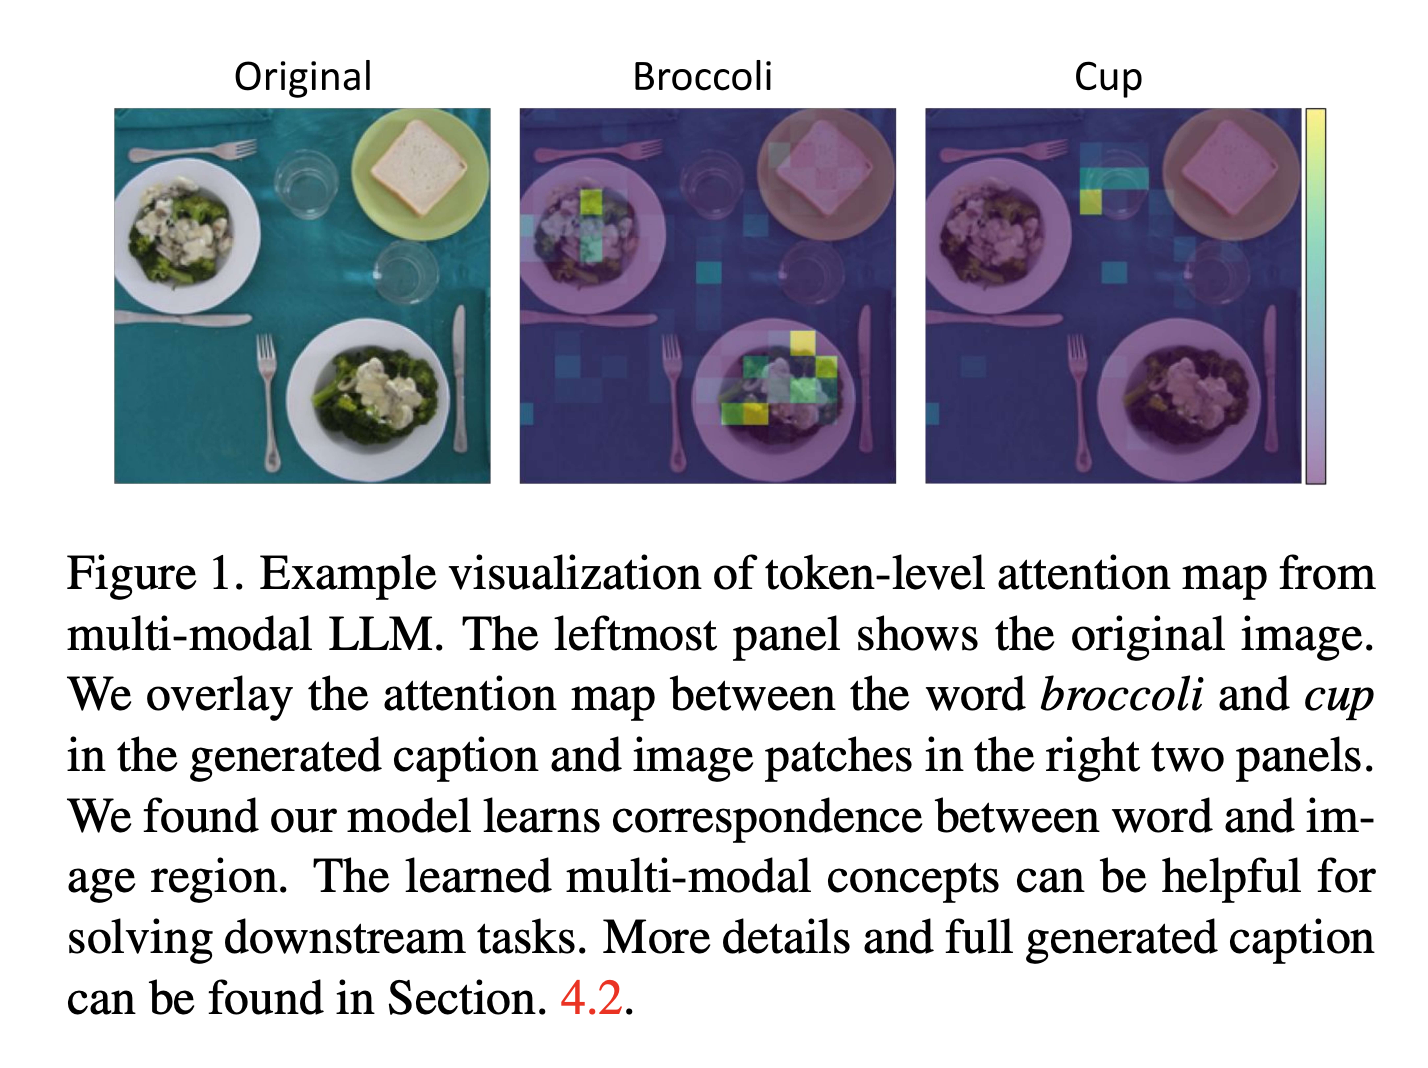 Original Broccoli Cup
Figure 1. Example visualization of token-level attention map from
multi-modal LLM. The leftmost panel shows the original image.
We overlay the attention map between the word broccoli and cup
in the generated caption and image patches in the right two panels.
We found our model learns correspondence between word and im-
age region. The learned multi-modal concepts can be helpful for
solving downstream tasks. More details and full generated caption
can be found in Section. 4.2.